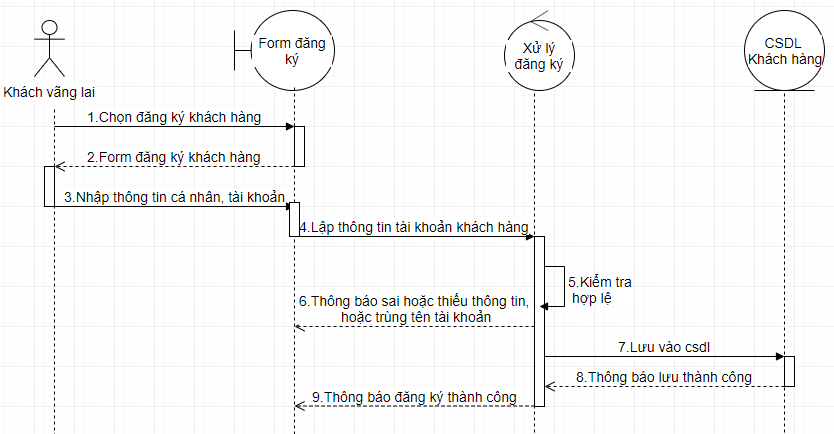 Form đăng
ký
Xử lý
đăng ký
CSDL
Khách hàng
Khách vãng lai
1.Chọn đăng ký khách hàng
2.Form đăng ký khách hàng
3.Nhập thông tin cá nhân, tài khoản
4.Lập thông tin tài khoản khách hàng
5.Kiểm tra
hợp lệ
6.Thông báo sai hoặc thiếu thông tin,
hoặc trùng tên tài khoản
7.Lưu vào csdl
8.Thông báo lưu thành công
9.Thông báo đăng ký thành công